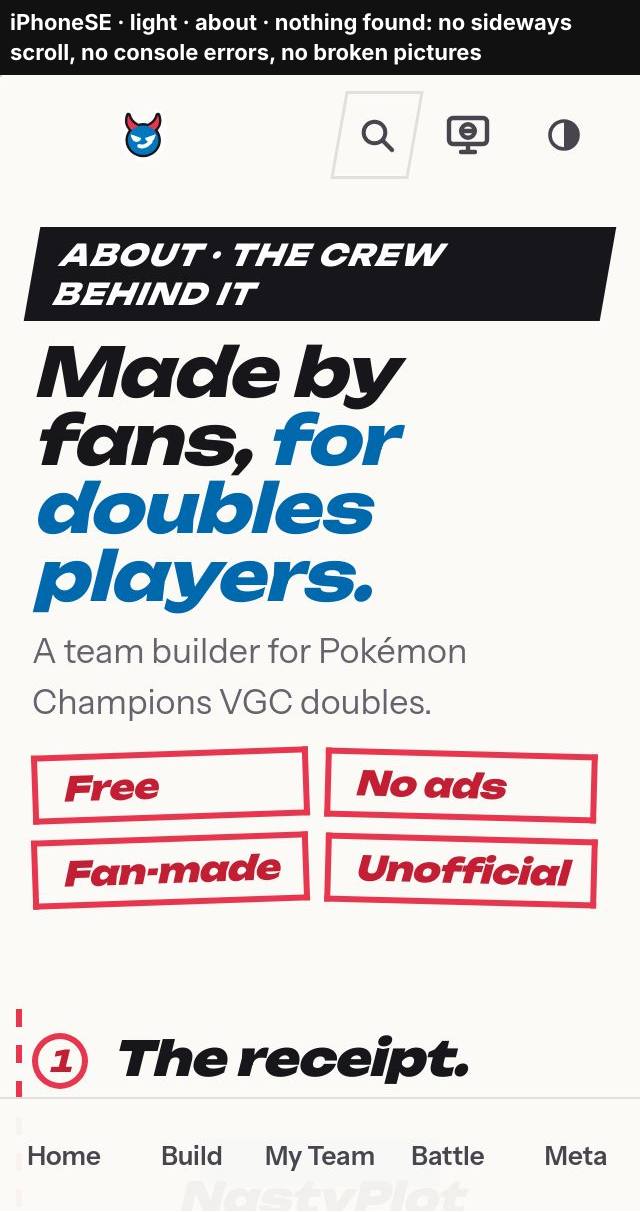 iPhoneSE · light · about · nothing found: no sideways
scroll, no console errors, no broken pictures
ABOUT · THE CREW
BEHIND IT
Made by
fans, for
doubles
players.
A team builder for Pokémon
Champions VGC doubles.
Free
No ads
Fan-made
Unofficial
1 The receipt.
Home Build My Team Battle Meta
NastyPlot